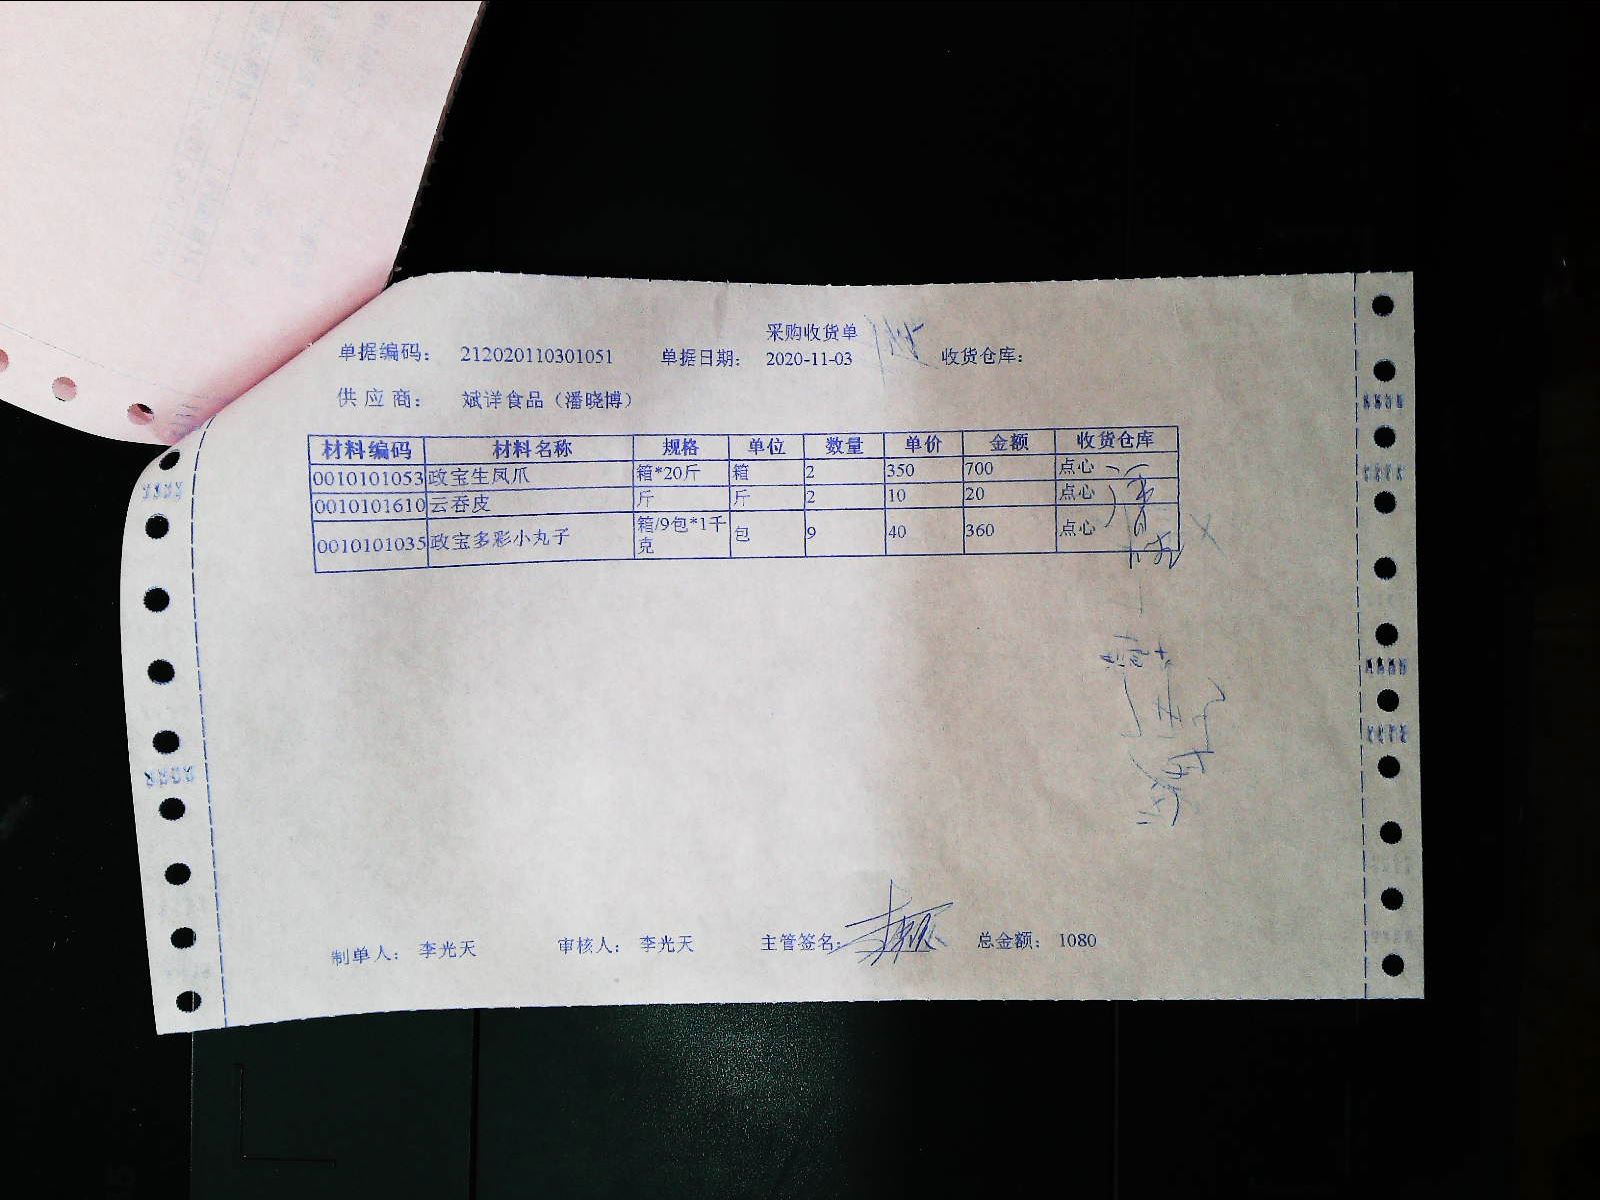 采购收货单
单据编码： 212020110301051 单据日期： 2020-11-03 收货仓库：
供应商： 斌洋食品（潘晓博）
材料编码 材料名称 规格 单位 数量 单价 金额 收货仓库
0010101053 政宝生凤爪 箱*20斤 箱 2 350 700 点心
0010101610 云吞皮 斤 斤 2 10 20 点心
0010101035 政宝多彩小丸子 箱/9包*1千克 包 9 40 360 点心
制单人： 李光天 审核人： 李光天 主管签名： 总金额： 1080